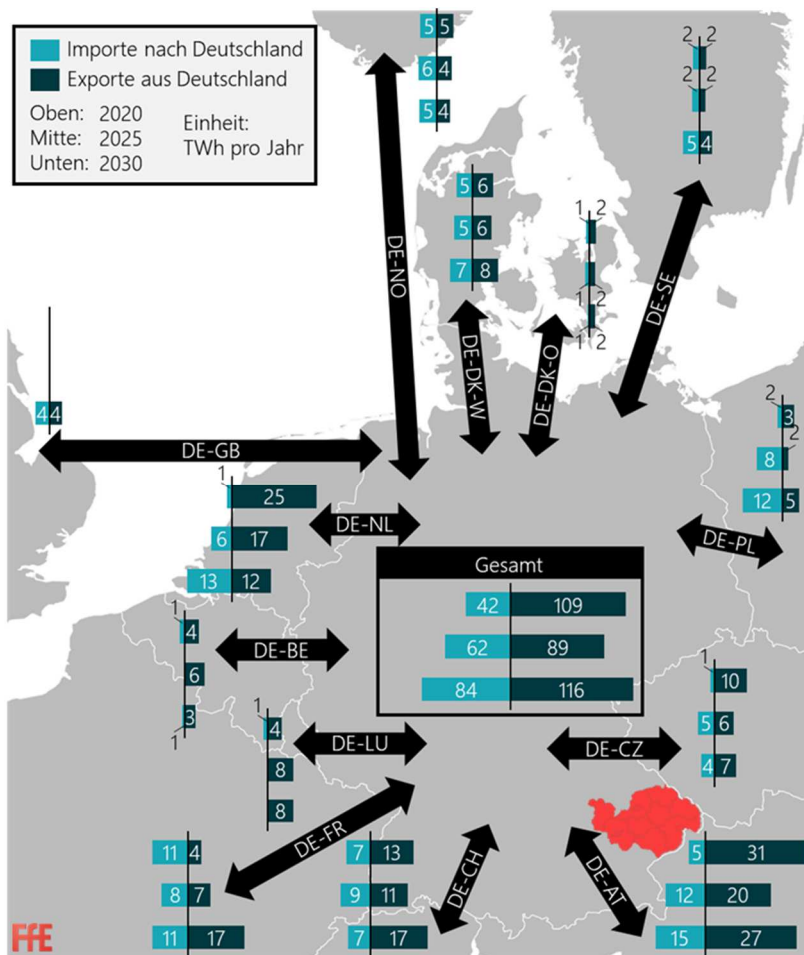 Importe nach Deutschland
Exporte aus Deutschland
Oben: 2020
Mitte: 2025
Unten: 2030
Einheit:
TWh pro Jahr
5 5
6 4
5 4
2 2
2 2
5 4
5 6
5 6
7 8
1 2
1 2
1 2
DE-NO
DE-DK-W
DE-DK-O
DE-SE
4 4
DE-GB
2 3
8 2
12 5
DE-PL
1 25
6 17
13 12
DE-NL
Gesamt
42 109
62 89
84 116
1 4
6
1 3
DE-BE
1 4
8
8
DE-LU
1 10
5 6
4 7
DE-CZ
DE-FR
11 4
8 7
11 17
7 13
9 11
7 17
DE-CH
DE-AT
5 31
12 20
15 27
FfE